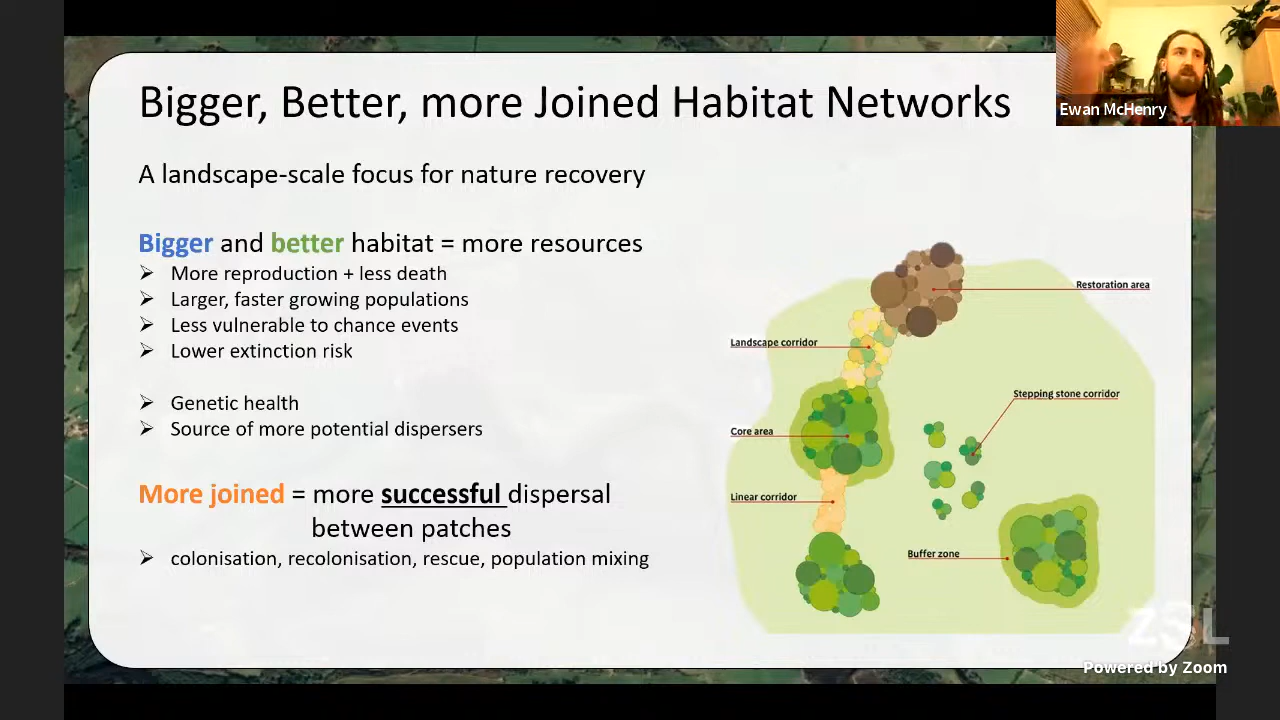 Bigger, Better, more Joined Habitat Networks
Ewan McHenry
A landscape-scale focus for nature recovery
Bigger and better habitat = more resources
More reproduction + less death
Larger, faster growing populations
Less vulnerable to chance events
Lower extinction risk
Genetic health
Source of more potential dispersers
More joined = more successful dispersal
between patches
colonisation, recolonisation, rescue, population mixing
Restoration area
Landscape corridor
Stepping stone corridor
Core area
Linear corridor
Buffer zone
ZSL
Powered by Zoom